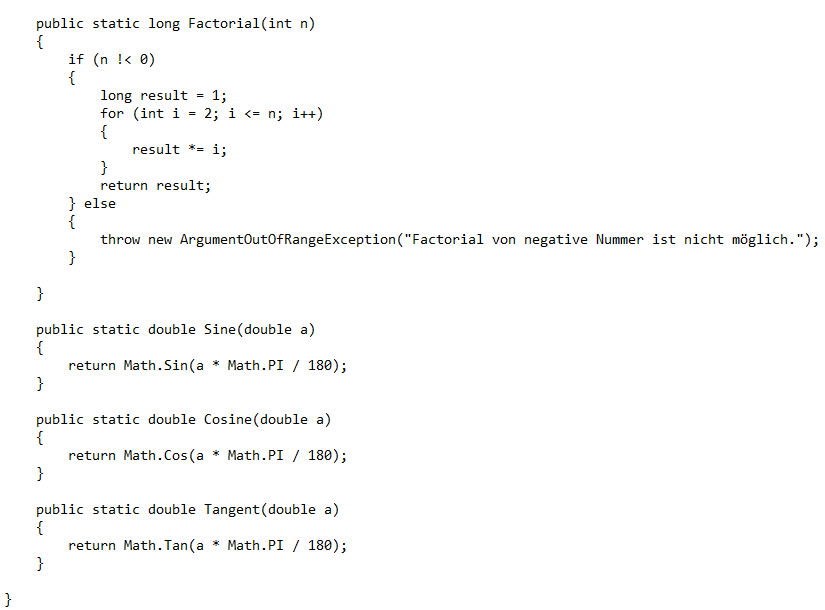 public static long Factorial(int n)
{
if (n !< 0)
{
long result = 1;
for (int i = 2; i <= n; i++)
{
result *= i;
}
return result;
} else
{
throw new ArgumentOutOfRangeException("Factorial von negative Nummer ist nicht möglich.");
}
}
public static double Sine(double a)
{
return Math.Sin(a * Math.PI / 180);
}
public static double Cosine(double a)
{
return Math.Cos(a * Math.PI / 180);
}
public static double Tangent(double a)
{
return Math.Tan(a * Math.PI / 180);
}
}